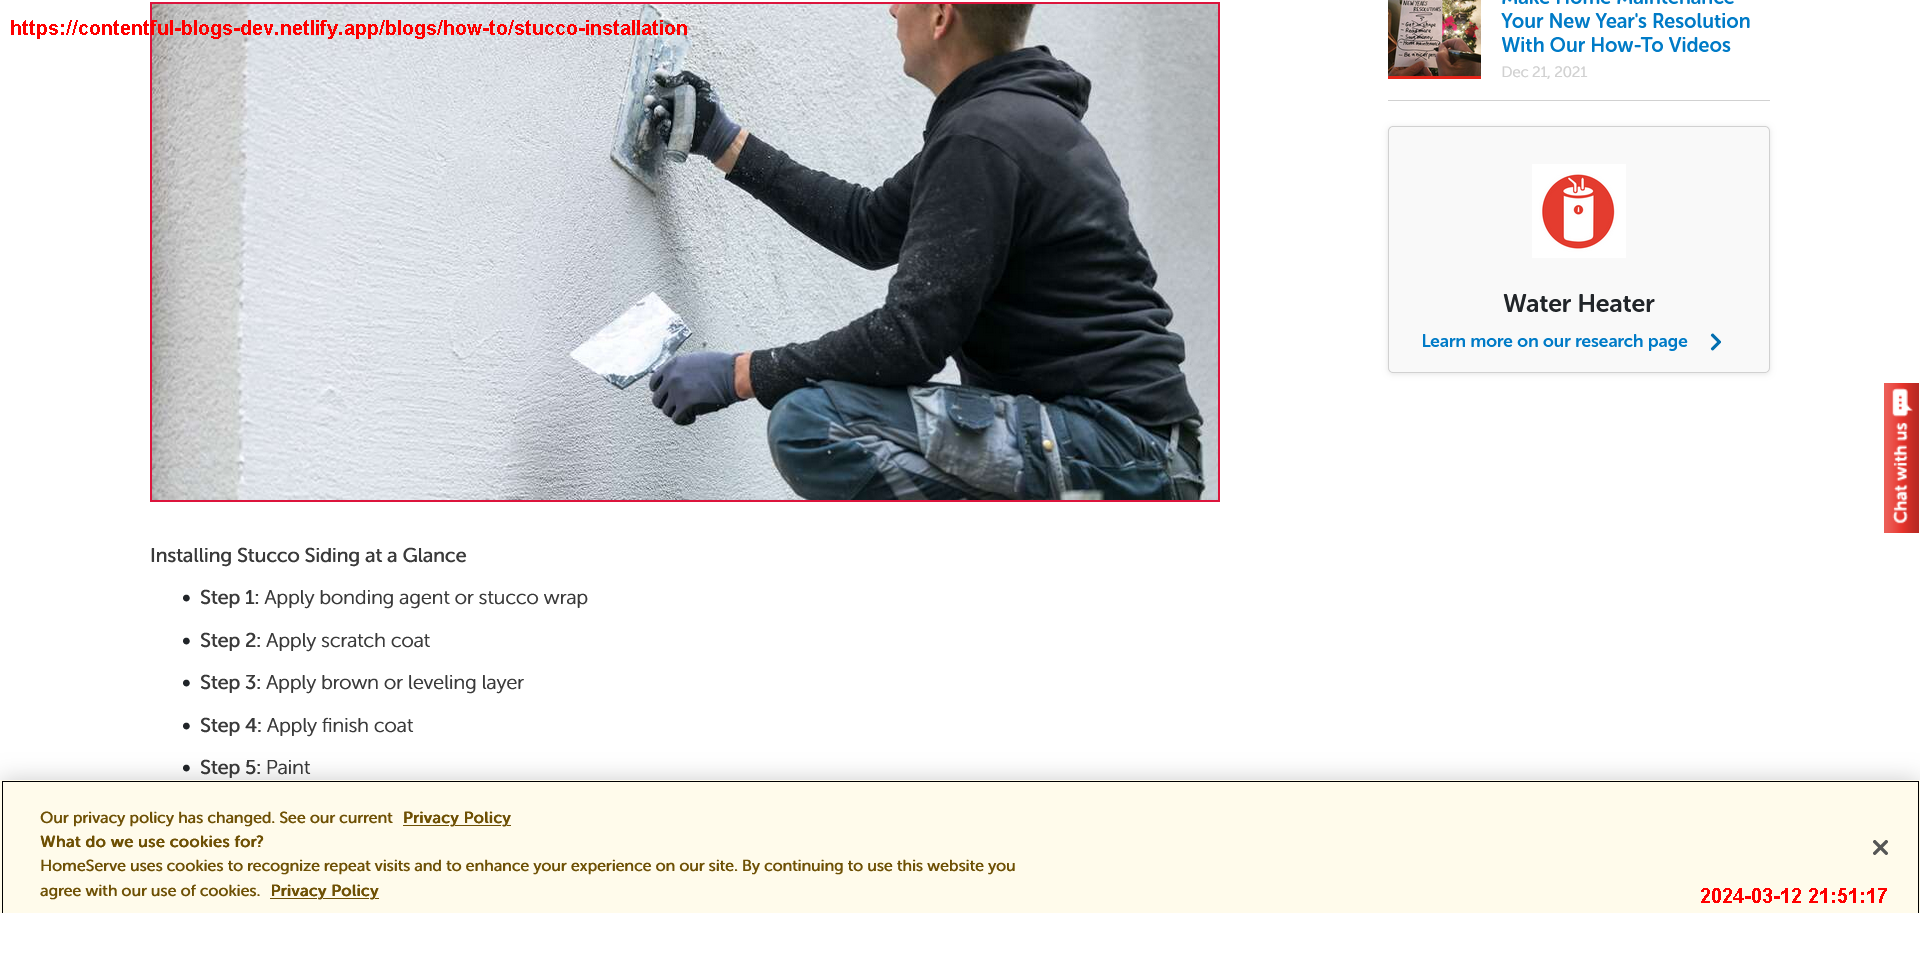 https://contentful-blogs-dev.netlify.app/blogs/how-to/stucco-installation
Make Home Maintenance
Your New Year's Resolution
With Our How-To Videos
Dec 21, 2021
Water Heater
Learn more on our research page
Chat with us
Installing Stucco Siding at a Glance
Step 1: Apply bonding agent or stucco wrap
Step 2: Apply scratch coat
Step 3: Apply brown or leveling layer
Step 4: Apply finish coat
Step 5: Paint
Our privacy policy has changed. See our current Privacy Policy
What do we use cookies for?
HomeServe uses cookies to recognize repeat visits and to enhance your experience on our site. By continuing to use this website you
agree with our use of cookies. Privacy Policy
2024-03-12 21:51:17